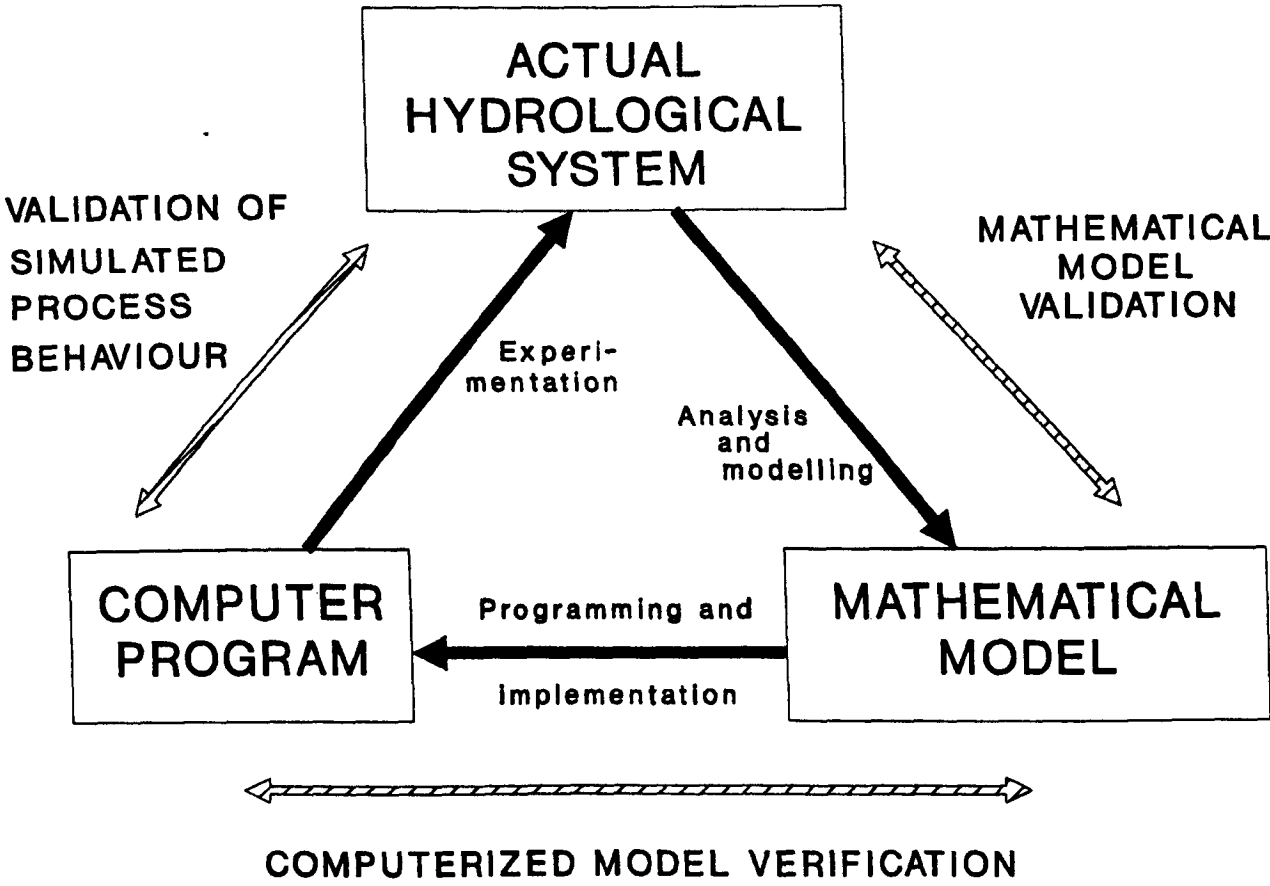 ACTUAL
HYDROLOGICAL
SYSTEM
VALIDATION OF
SIMULATED
PROCESS
BEHAVIOUR
MATHEMATICAL
MODEL
VALIDATION
Experi-
mentation
Analysis
and
modelling
COMPUTER
PROGRAM
Programming and
implementation
MATHEMATICAL
MODEL
COMPUTERIZED MODEL VERIFICATION